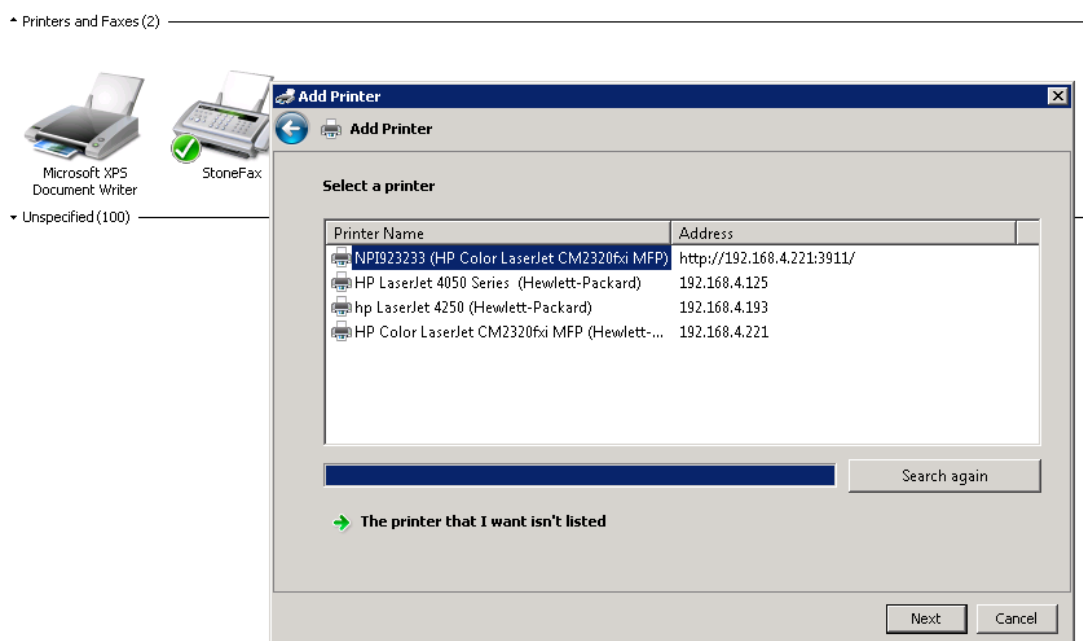 Printers and Faxes (2)
Microsoft XPS
Document Writer
StoneFax
Unspecified (100)
Add Printer
Add Printer
Select a printer
Printer Name Address
NPI923233 (HP Color LaserJet CM2320fxi MFP) http://192.168.4.221:3911/
HP LaserJet 4050 Series (Hewlett-Packard) 192.168.4.125
hp LaserJet 4250 (Hewlett-Packard) 192.168.4.193
HP Color LaserJet CM2320fxi MFP (Hewlett-... 192.168.4.221
Search again
The printer that I want isn't listed
Next Cancel